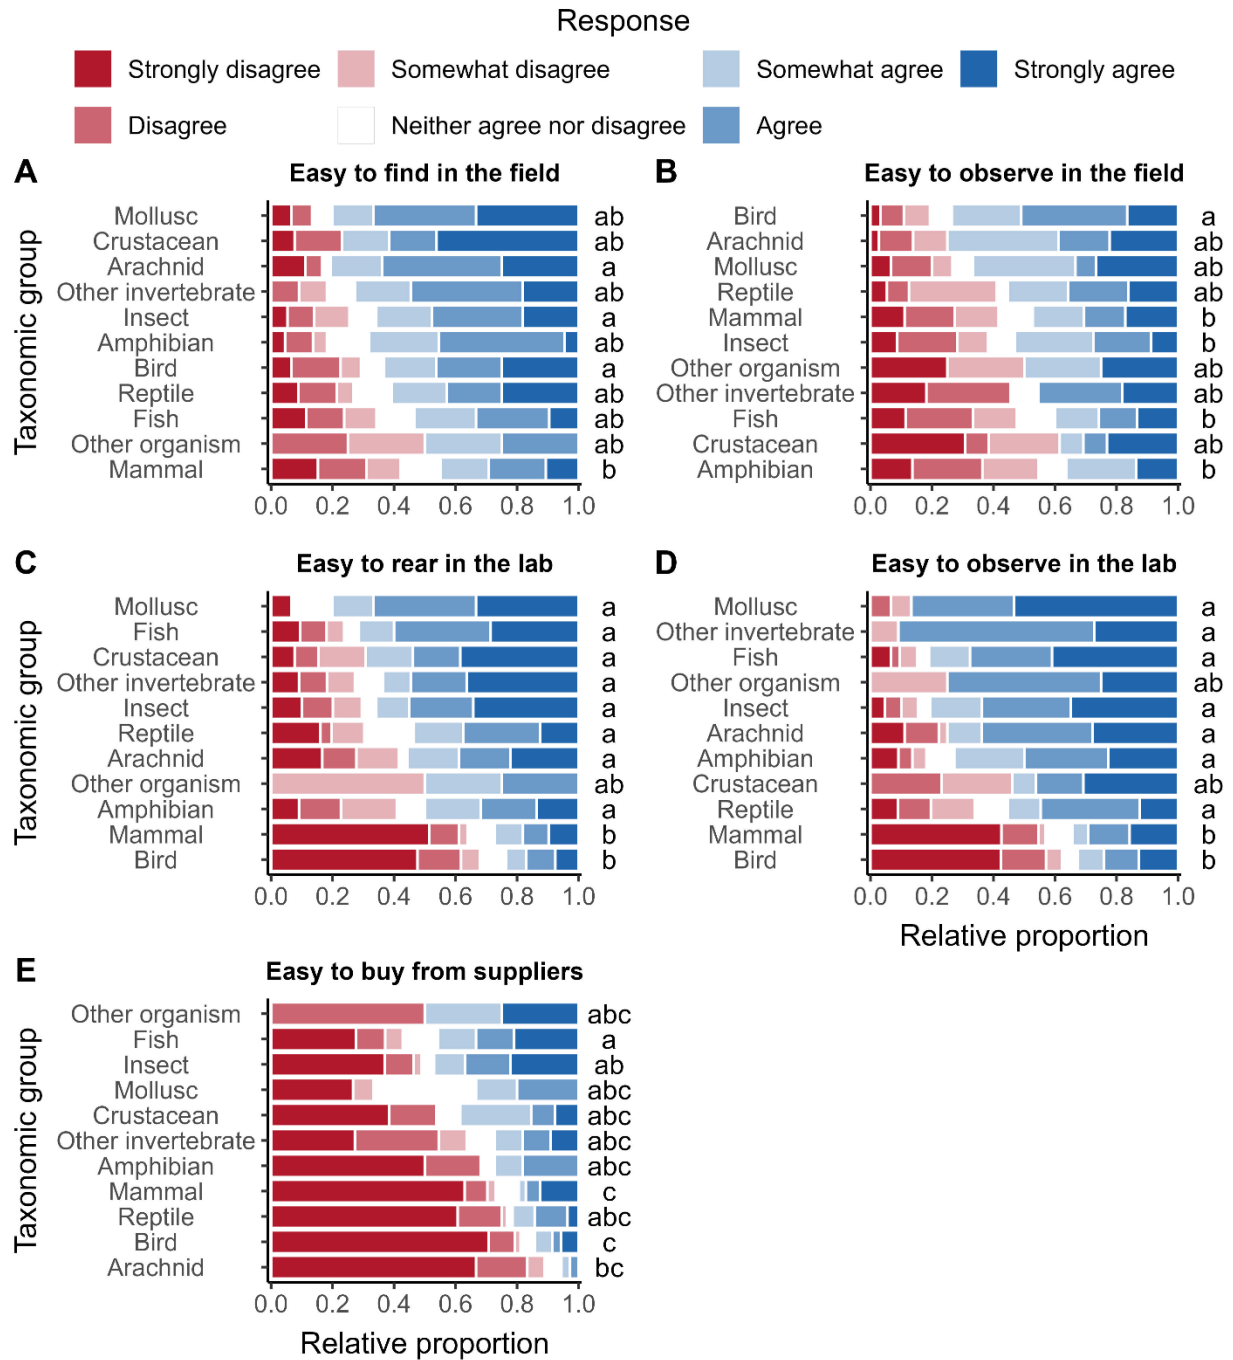 Response
Strongly disagree Somewhat disagree Somewhat agree Strongly agree
Disagree Neither agree nor disagree Agree
A Easy to find in the field
Taxonomic group
Mollusc ab
Crustacean ab
Arachnid a
Other invertebrate ab
Insect a
Amphibian ab
Bird a
Reptile ab
Fish ab
Other organism ab
Mammal b
0.0 0.2 0.4 0.6 0.8 1.0
B Easy to observe in the field
Bird a
Arachnid ab
Mollusc ab
Reptile ab
Mammal b
Insect b
Other organism ab
Other invertebrate ab
Fish b
Crustacean ab
Amphibian b
0.0 0.2 0.4 0.6 0.8 1.0
C Easy to rear in the lab
Taxonomic group
Mollusc a
Fish a
Crustacean a
Other invertebrate a
Insect a
Reptile a
Arachnid a
Other organism ab
Amphibian a
Mammal b
Bird b
0.0 0.2 0.4 0.6 0.8 1.0
D Easy to observe in the lab
Mollusc a
Other invertebrate a
Fish a
Other organism ab
Insect a
Arachnid a
Amphibian a
Crustacean ab
Reptile a
Mammal b
Bird b
0.0 0.2 0.4 0.6 0.8 1.0
Relative proportion
E Easy to buy from suppliers
Taxonomic group
Other organism abc
Fish a
Insect ab
Mollusc abc
Crustacean abc
Other invertebrate abc
Amphibian abc
Mammal c
Reptile abc
Bird c
Arachnid bc
0.0 0.2 0.4 0.6 0.8 1.0
Relative proportion